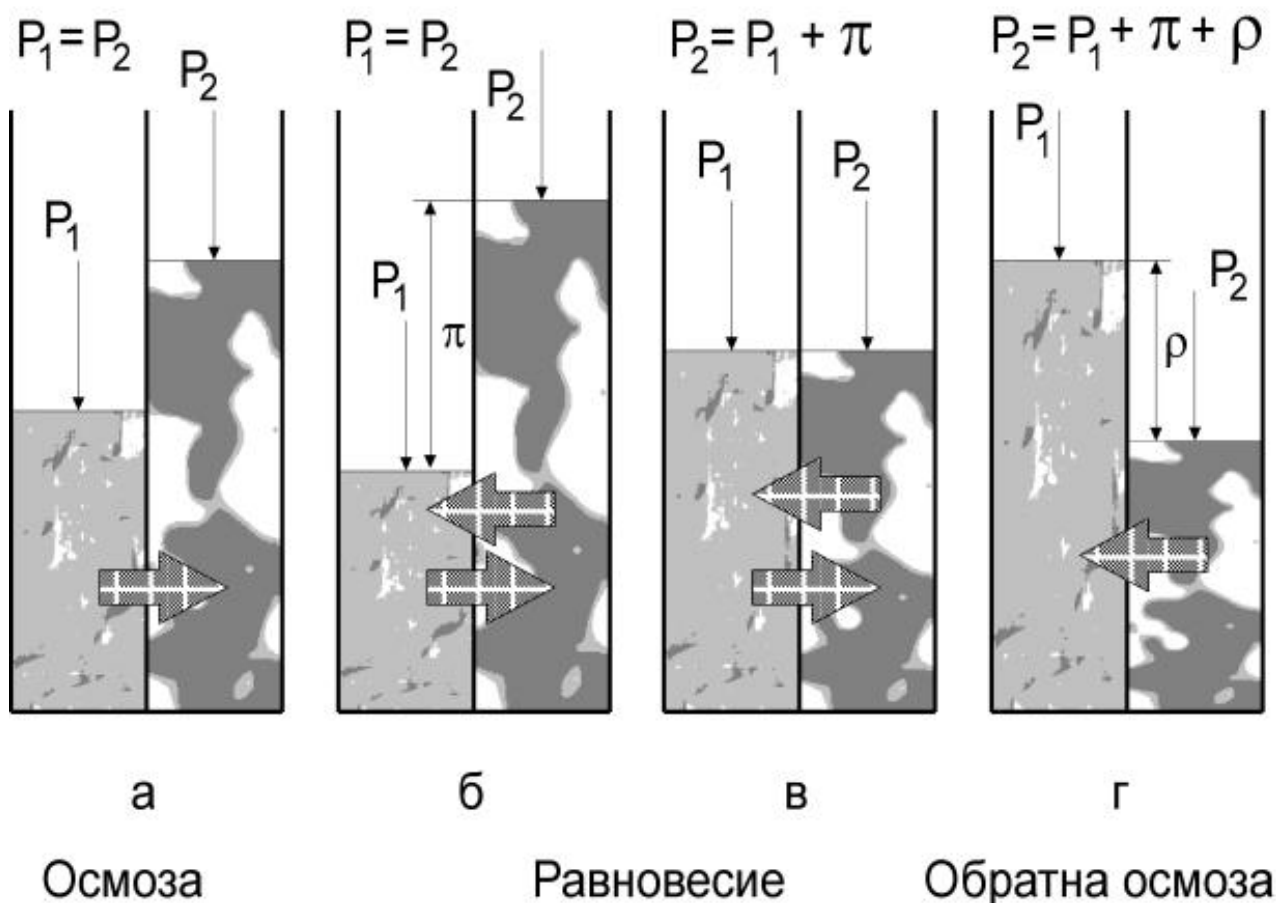 P₁ = P₂
P₁ = P₂
P₂ = P₁ + π
P₂ = P₁ + π + ρ
P₂
P₁
P₂
P₁
π
P₁
P₂
P₁
P₂
ρ
а
б
в
г
Осмоза
Равновесие
Обратна осмоза